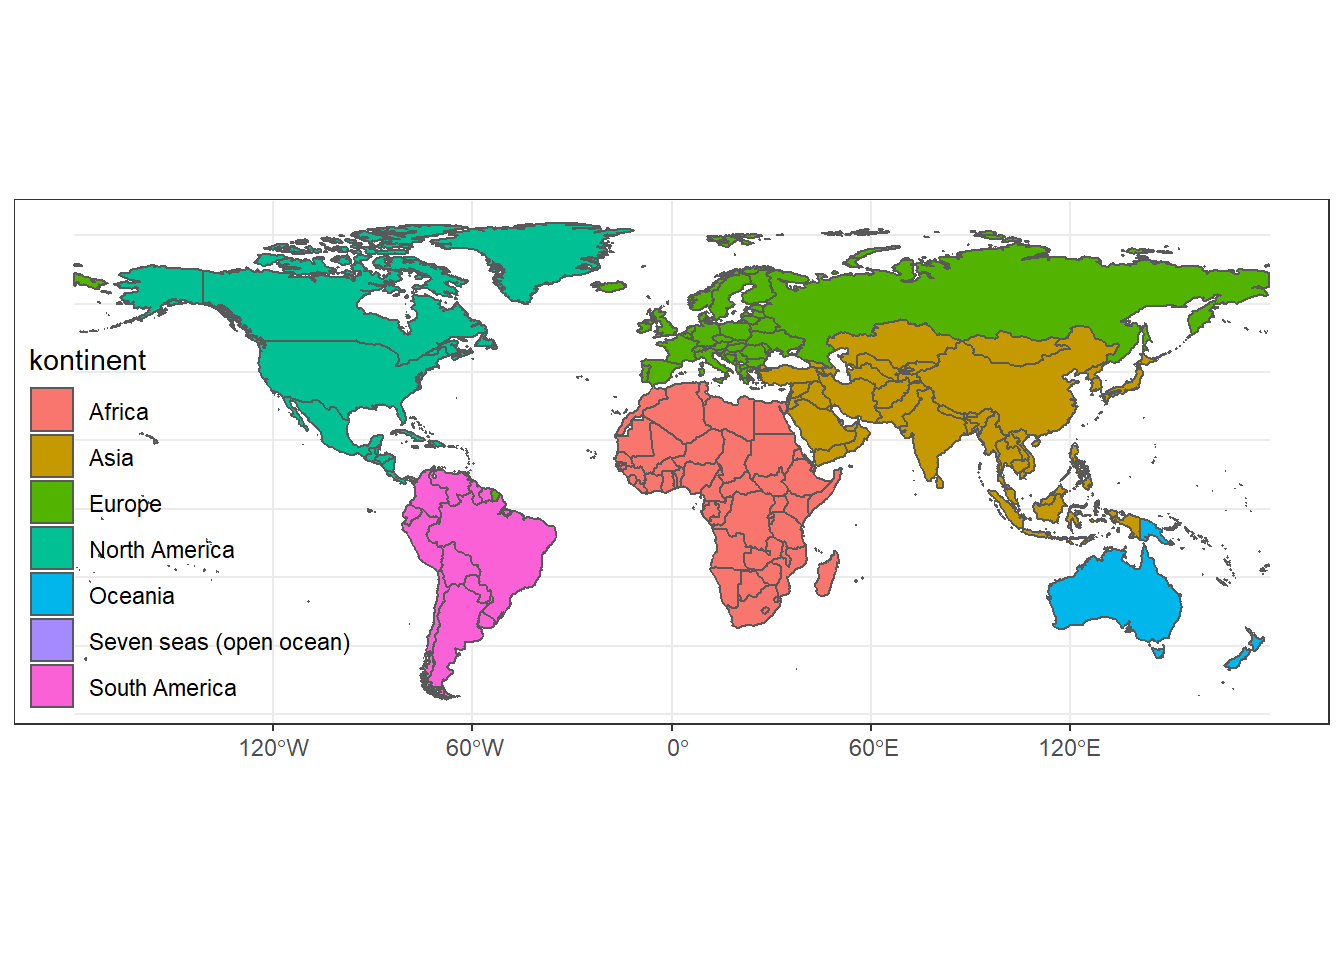 kontinent
Africa
Asia
Europe
North America
Oceania
Seven seas (open ocean)
South America
120°W 60°W 0° 60°E 120°E